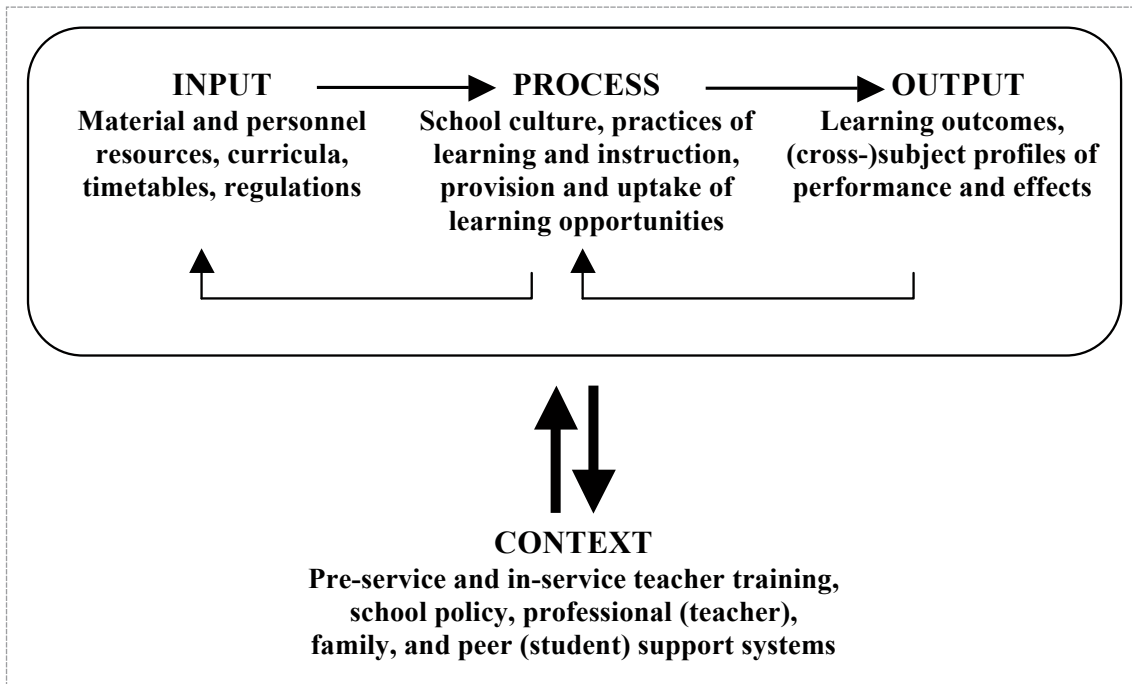 INPUT
Material and personnel
resources, curricula,
timetables, regulations
PROCESS
School culture, practices of
learning and instruction,
provision and uptake of
learning opportunities
OUTPUT
Learning outcomes,
(cross-)subject profiles of
performance and effects
CONTEXT
Pre-service and in-service teacher training,
school policy, professional (teacher),
family, and peer (student) support systems